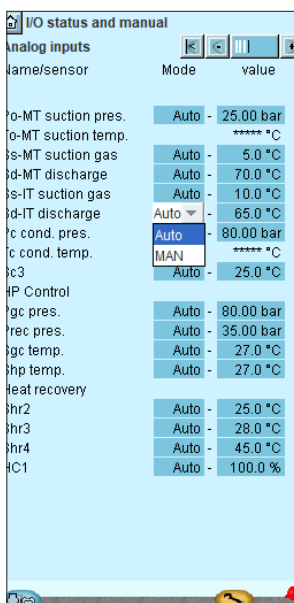 I/O status and manual
Analog inputs
Name/sensor Mode value
Po-MT suction pres. Auto - 25.00 bar
To-MT suction temp. ***** °C
Ss-MT suction gas Auto - 5.0 °C
Sd-MT discharge Auto - 70.0 °C
Ss-IT suction gas Auto - 10.0 °C
Sd-IT discharge Auto - 65.0 °C
Pc cond. pres. Auto - 80.00 bar
Tc cond. temp. MAN ***** °C
Sc3 Auto - 25.0 °C
HP Control
Pgc pres. Auto - 80.00 bar
Prec pres. Auto - 35.00 bar
Sgc temp. Auto - 27.0 °C
Shp temp. Auto - 27.0 °C
Heat recovery
Shr2 Auto - 25.0 °C
Shr3 Auto - 28.0 °C
Shr4 Auto - 45.0 °C
HC1 Auto - 100.0 %